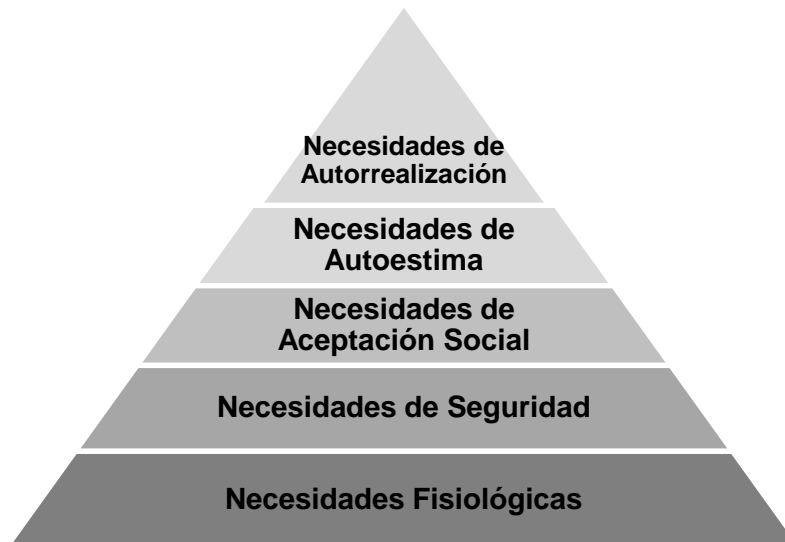 Necesidades de
Autorrealización
Necesidades de
Autoestima
Necesidades de
Aceptación Social
Necesidades de Seguridad
Necesidades Fisiológicas